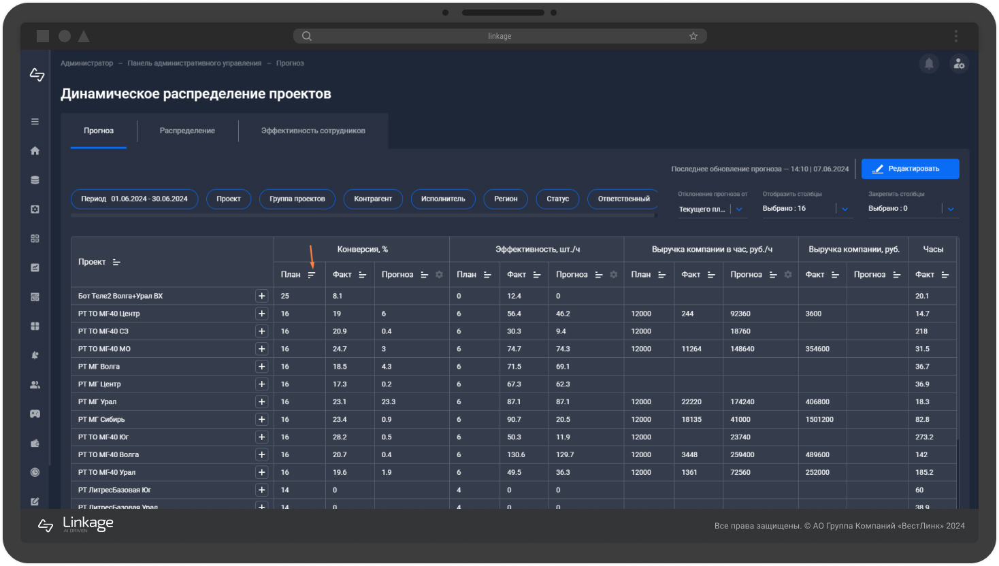 linkage
Администратор – Панель административного управления – Прогноз
Динамическое распределение проектов
Прогноз Распределение Эффективность сотрудников
Последнее обновление прогноза — 14:10 | 07.06.2024 Редактировать
Период 01.06.2024 - 30.06.2024 Проект Группа проектов Контрагент Исполнитель Регион Статус Ответственный
Отклонение прогноза от Отобразить столбцы Закрепить столбцы
Текущего пл... Выбрано : 16 Выбрано : 0
Проект Конверсия, % Эффективность, шт./ч Выручка компании в час, руб./ч Выручка компании, руб. Часы
План Факт Прогноз План Факт Прогноз План Факт Прогноз Факт Прогноз Факт
Бот Теле2 Волга+Урал ВХ + 25 8.1 0 12.4 0 20.1
РТ ТО МГ-40 Центр + 16 19 6 6 56.4 46.2 12000 244 92360 3600 14.7
РТ ТО МГ-40 СЗ + 16 20.9 0.4 6 30.3 9.4 12000 18760 218
РТ ТО МГ-40 МО + 16 24.7 3 6 74.7 74.3 12000 11264 148640 354600 31.5
РТ МГ Волга + 16 18.5 4.3 6 71.5 69.1 36.7
РТ МГ Центр + 16 17.3 0.2 6 67.3 62.3 36.9
РТ МГ Урал + 16 23.1 23.3 6 87.1 87.1 12000 22220 174240 406800 18.3
РТ МГ Сибирь + 16 23.4 0.9 6 90.7 20.5 12000 18135 41000 1501200 82.8
РТ ТО МГ-40 Юг + 16 28.2 0.5 6 50.3 11.9 12000 23740 273.2
РТ ТО МГ-40 Волга + 16 20.7 0.4 6 130.6 129.7 12000 3448 259400 489600 142
РТ ТО МГ-40 Урал + 16 19.6 1.9 6 49.5 36.3 12000 1361 72560 252000 185.2
РТ ЛитресБазовая Юг + 14 0 4 0 0 60
РТ ЛитресБазовая Урал + 14 0 4 0 0 38.9
Linkage
AI DRIVEN
Все права защищены. © АО Группа Компаний «ВестЛинк» 2024